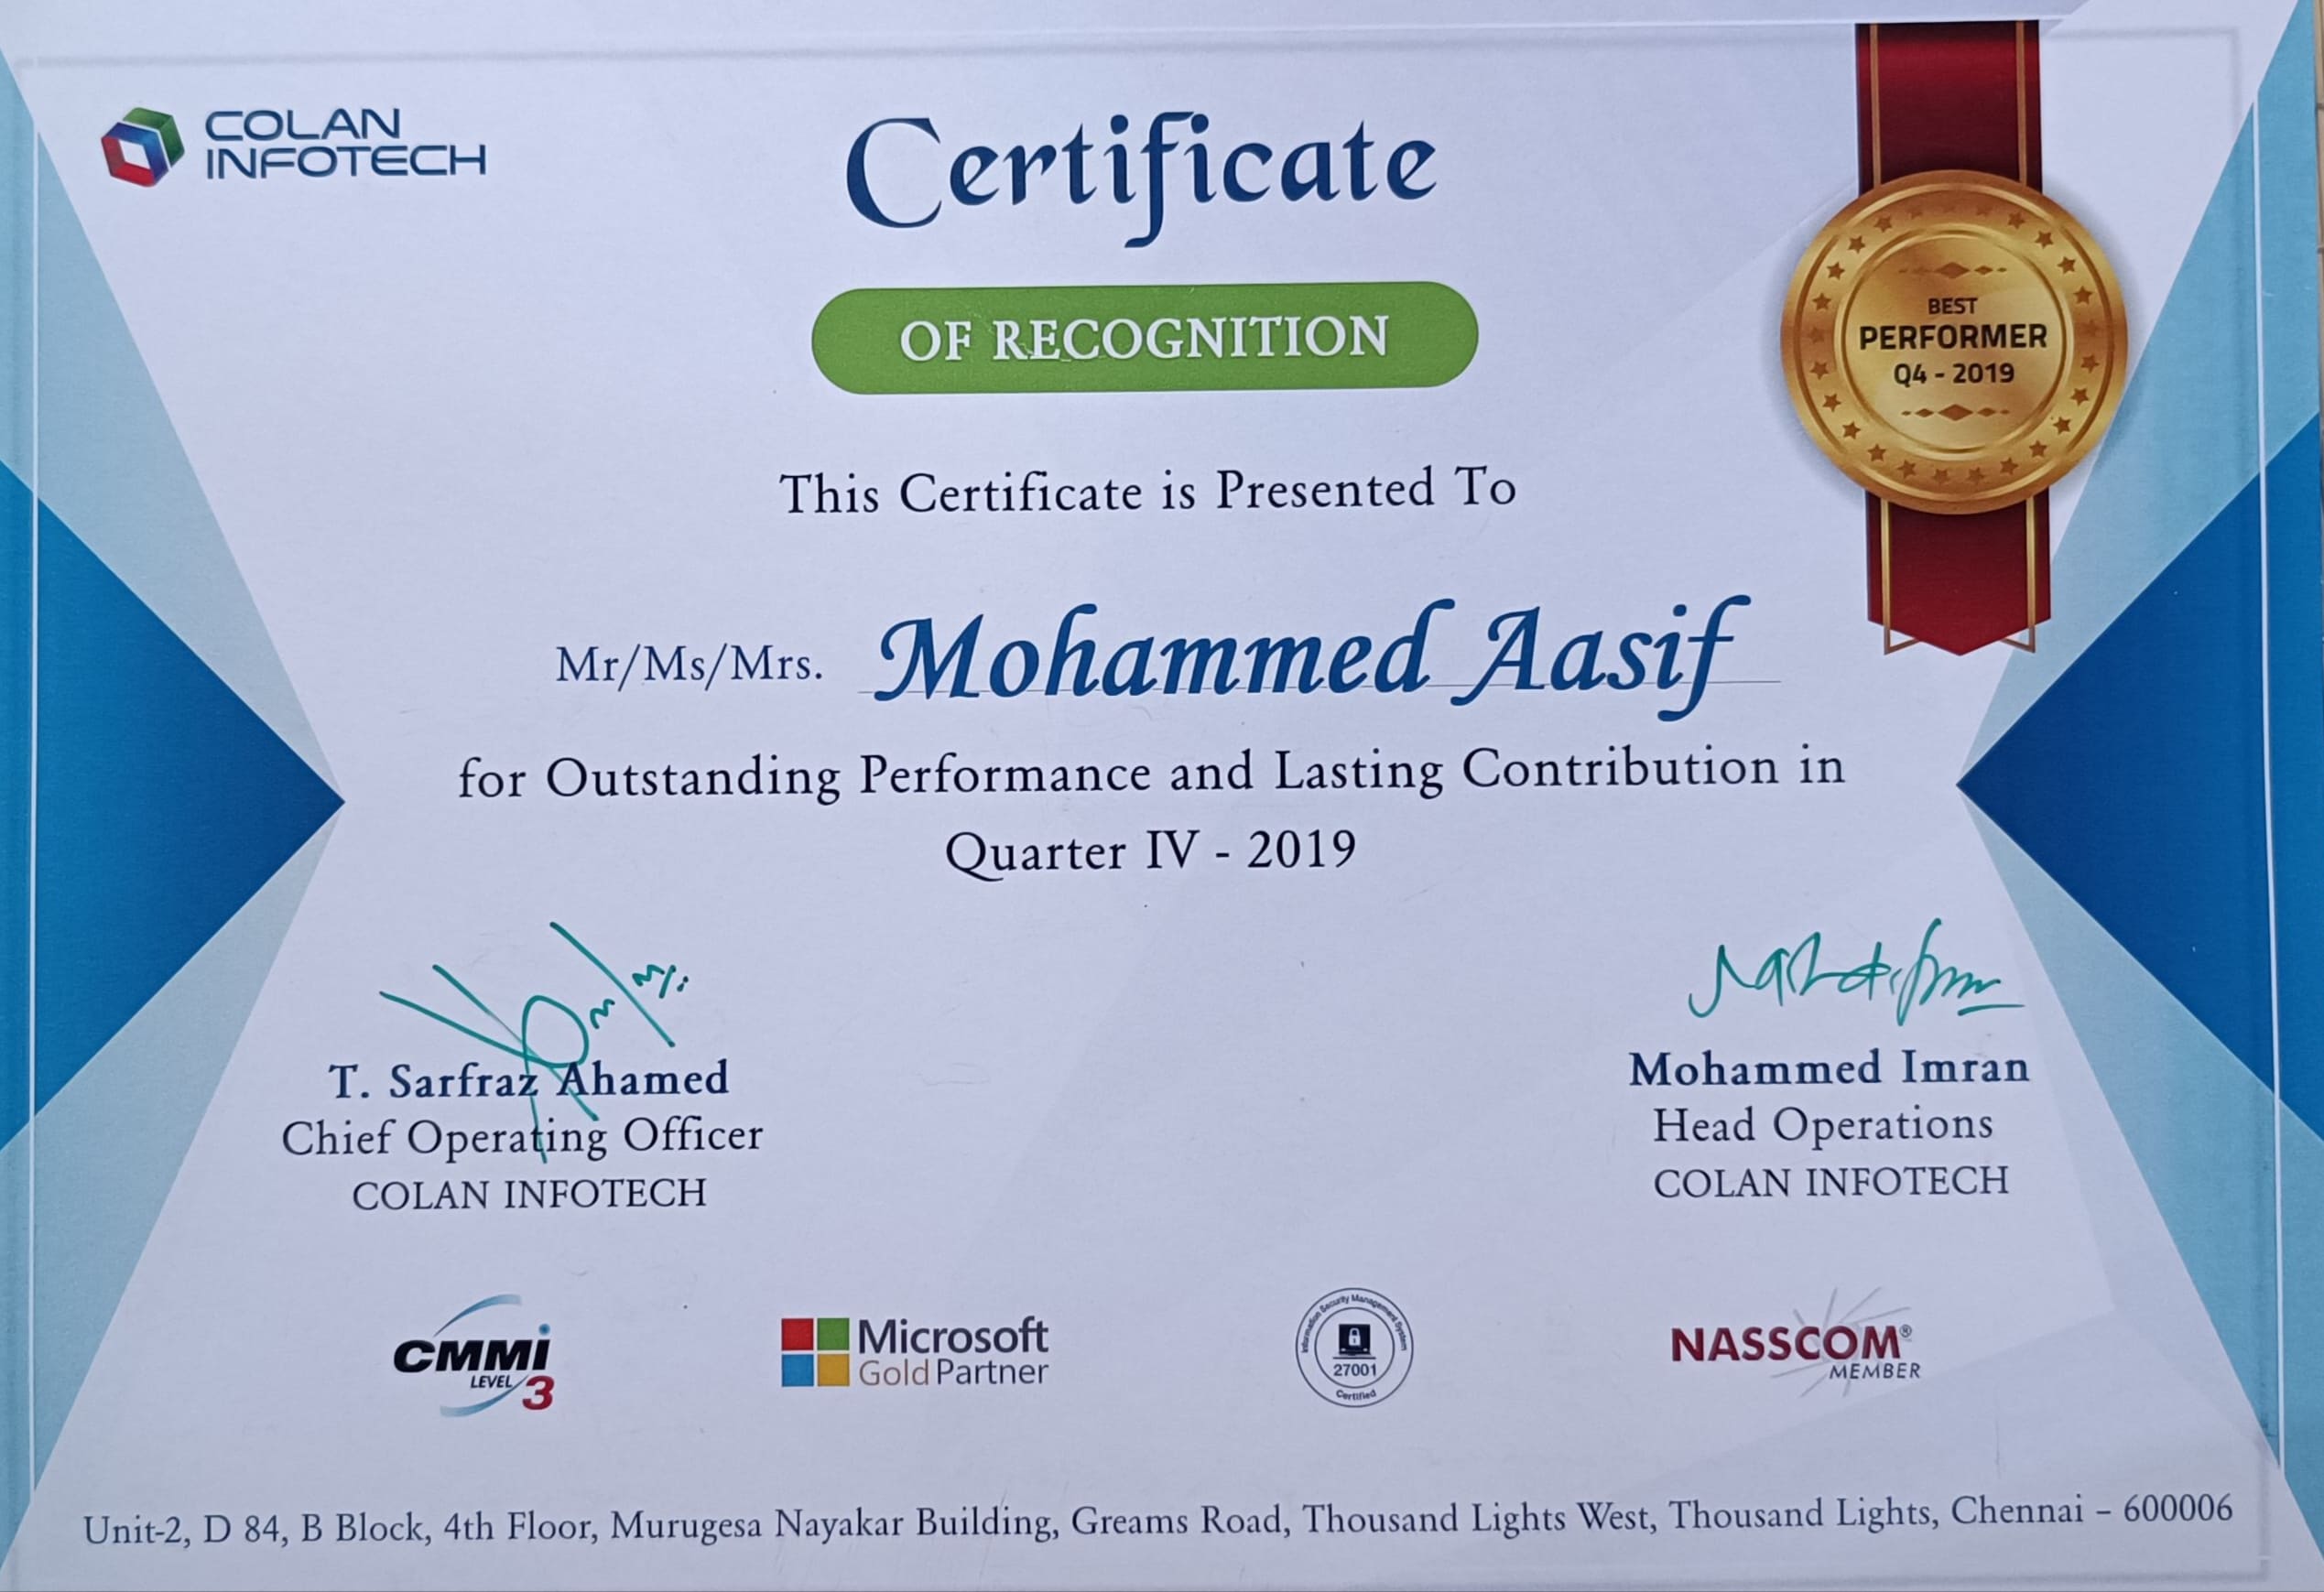 COLAN
INFOTECH
Certificate
OF RECOGNITION
BEST
PERFORMER
Q4 - 2019
This Certificate is Presented To
Mr/Ms/Mrs. Mohammed Aasif
for Outstanding Performance and Lasting Contribution in
Quarter IV - 2019
T. Sarfraz Ahamed
Chief Operating Officer
COLAN INFOTECH
Mohammed Imran
Head Operations
COLAN INFOTECH
CMMi
LEVEL 3
Microsoft
Gold Partner
Information Security Management System
27001
Certified
NASSCOM®
MEMBER
Unit-2, D 84, B Block, 4th Floor, Murugesa Nayakar Building, Greams Road, Thousand Lights West, Thousand Lights, Chennai - 600006